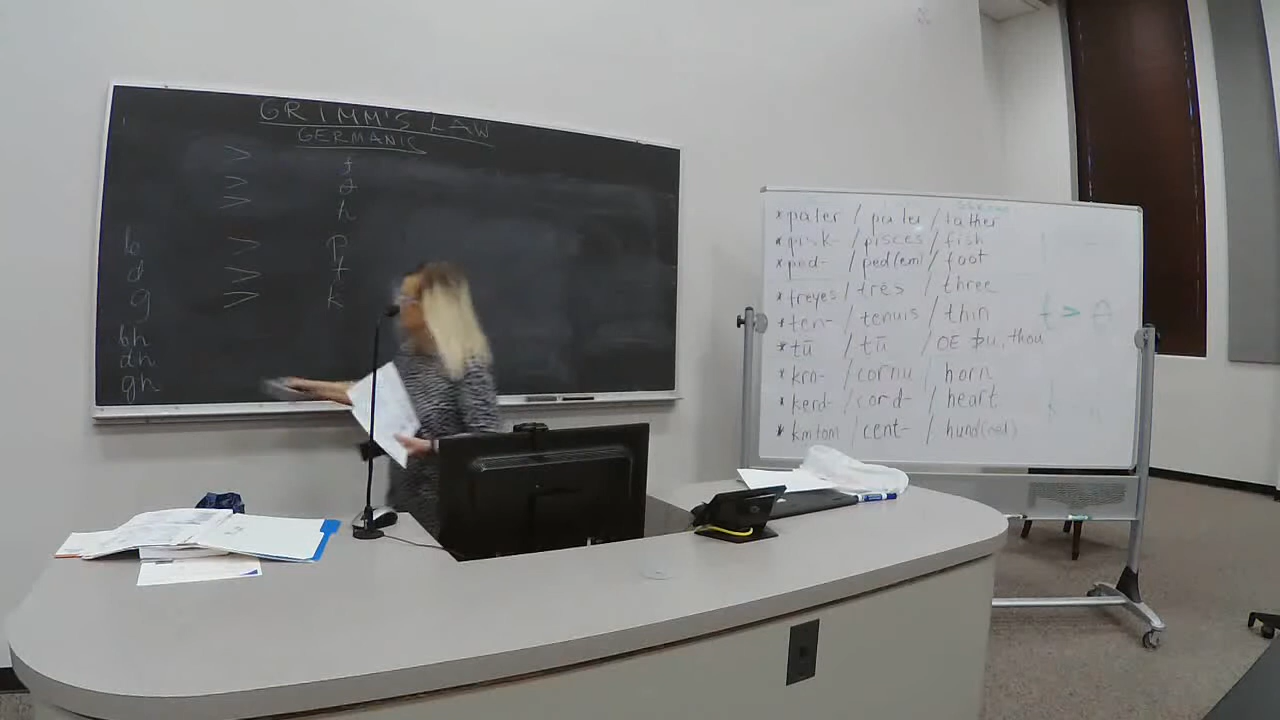 GRIMM'S LAW
GERMANIC
> f
> θ
> h
b > p
d > t
g > k
bh
dh
gh
*pater / pater / father
*pisk- / pisces / fish
*ped- / ped(em) / foot
*treyes / trēs / three
*ten- / tenuis / thin
*tū / tū / OE þu, thou
*krn- / cornu / horn
*kerd- / cord- / heart
*kmtom / cent- / hund(red)
t > θ